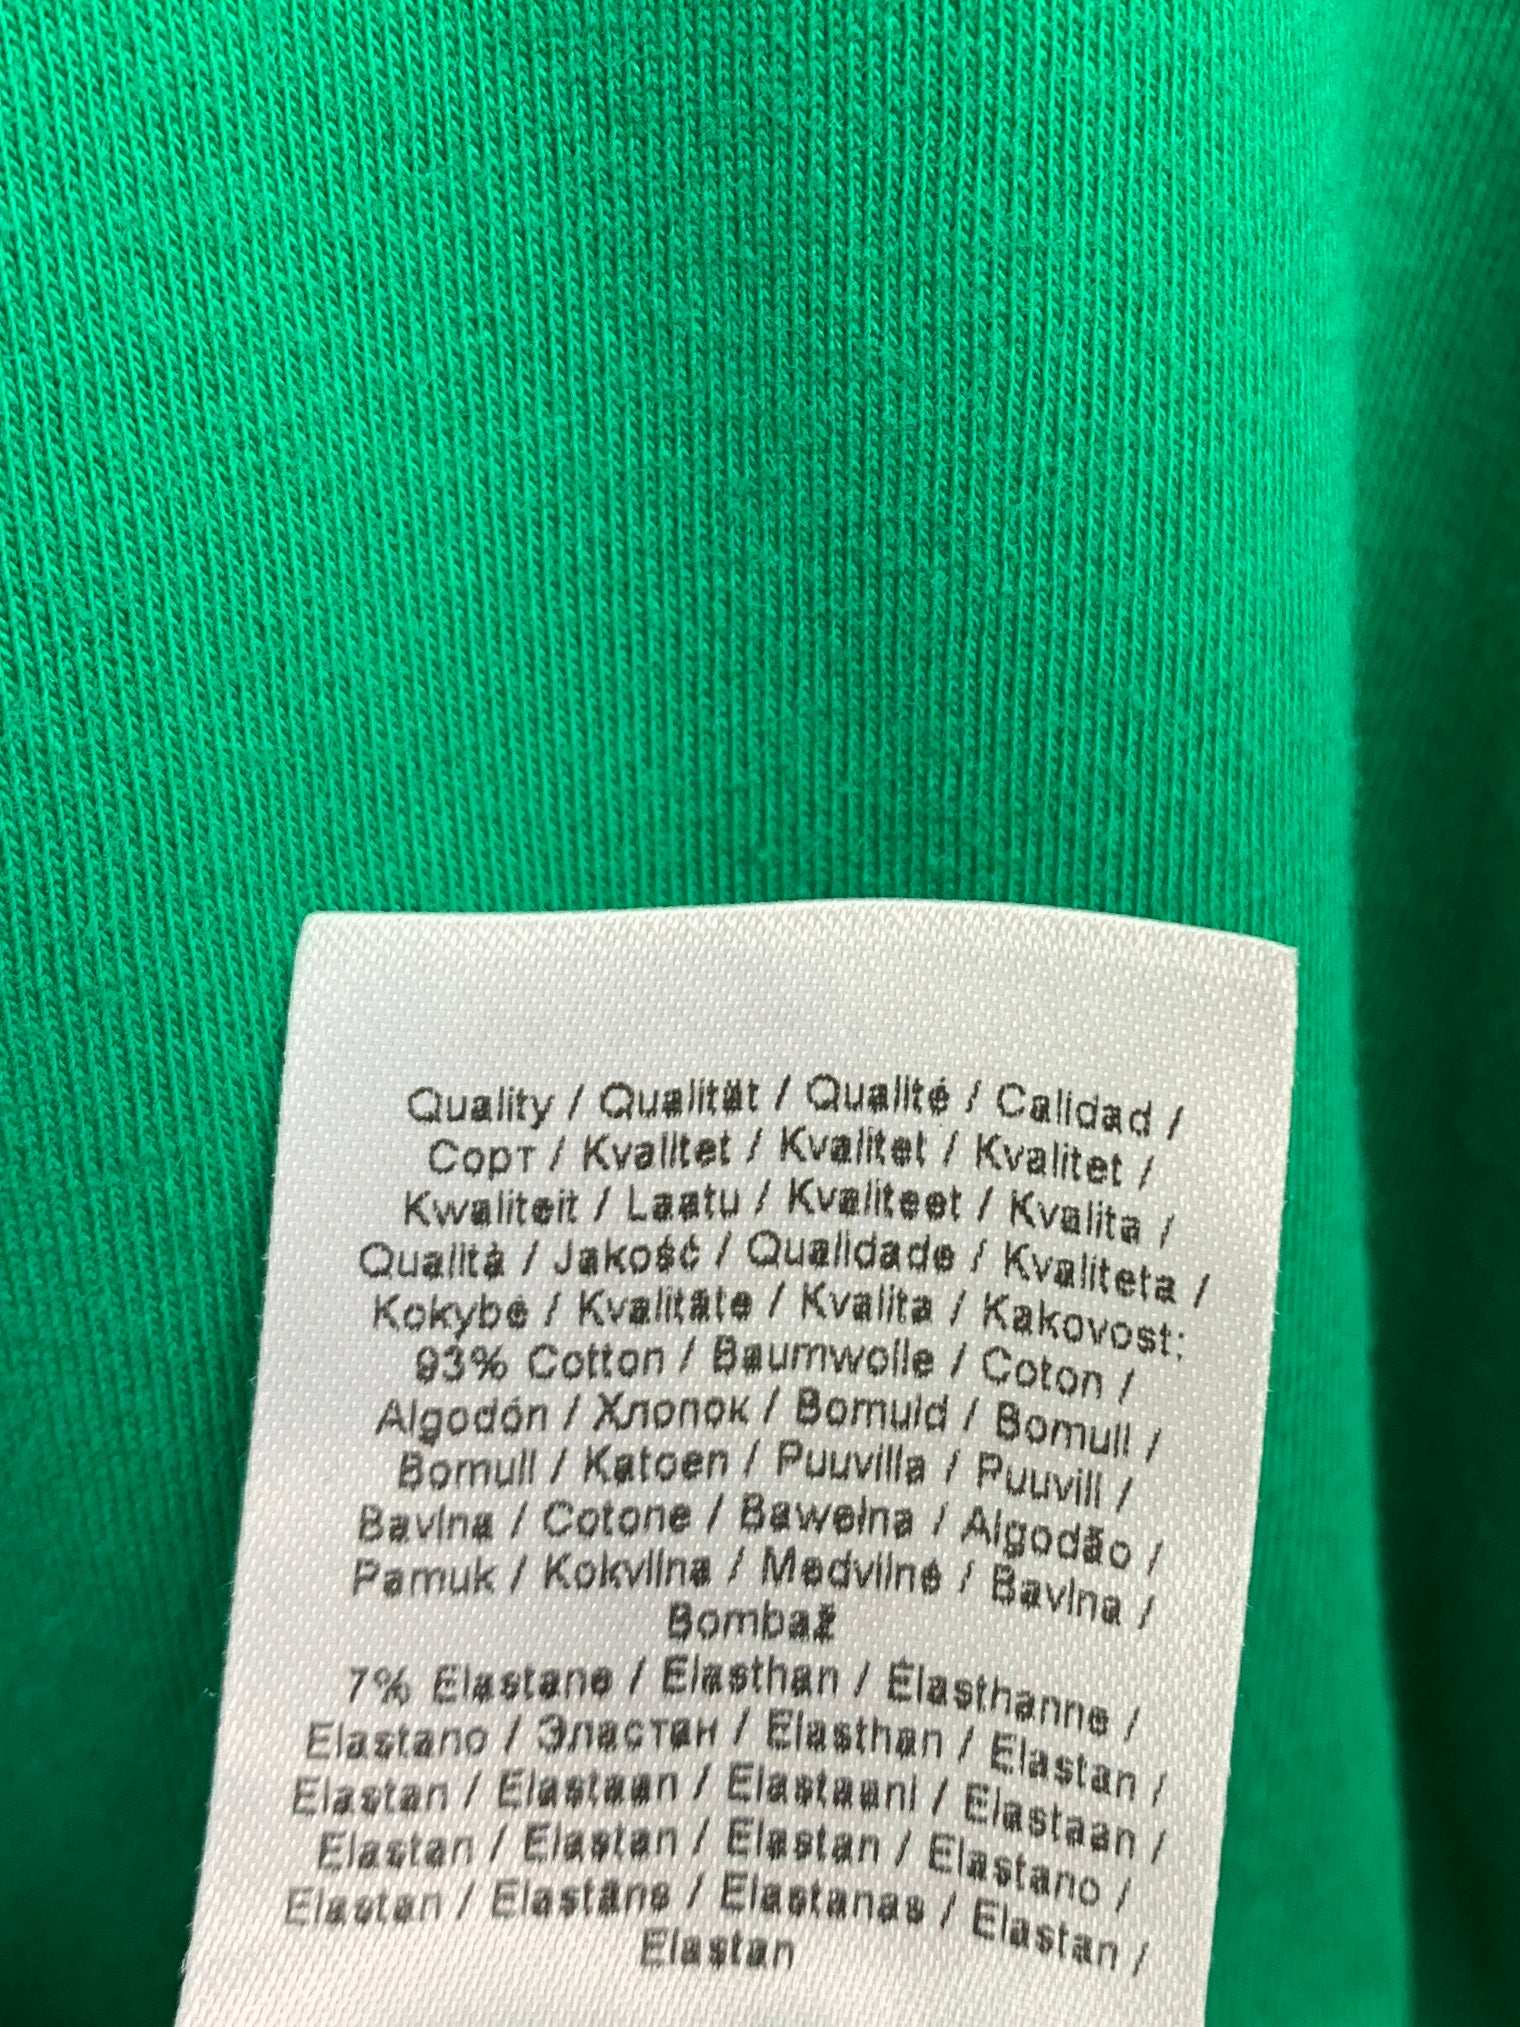 Quality / Qualität / Qualité / Calidad /
Сорт / Kvalitet / Kvalitet / Kvalitet /
Kwaliteit / Laatu / Kvaliteet / Kvalita /
Qualità / Jakość / Qualidade / Kvaliteta /
Kokybė / Kvalitāte / Kvalita / Kakovost:
93% Cotton / Baumwolle / Coton /
Algodón / Хлопок / Bomuld / Bomull /
Bomull / Katoen / Puuvilla / Puuvill /
Bavlna / Cotone / Bawełna / Algodão /
Pamuk / Kokvilna / Medvilnė / Bavlna /
Bombaž
7% Elastane / Elasthan / Élasthanne /
Elastano / Эластан / Elasthan / Elastan /
Elastan / Elastaan / Elastaani / Elastaan /
Elastan / Elastan / Elastan / Elastano /
Elastan / Elastāns / Elastanas / Elastan /
Elastan